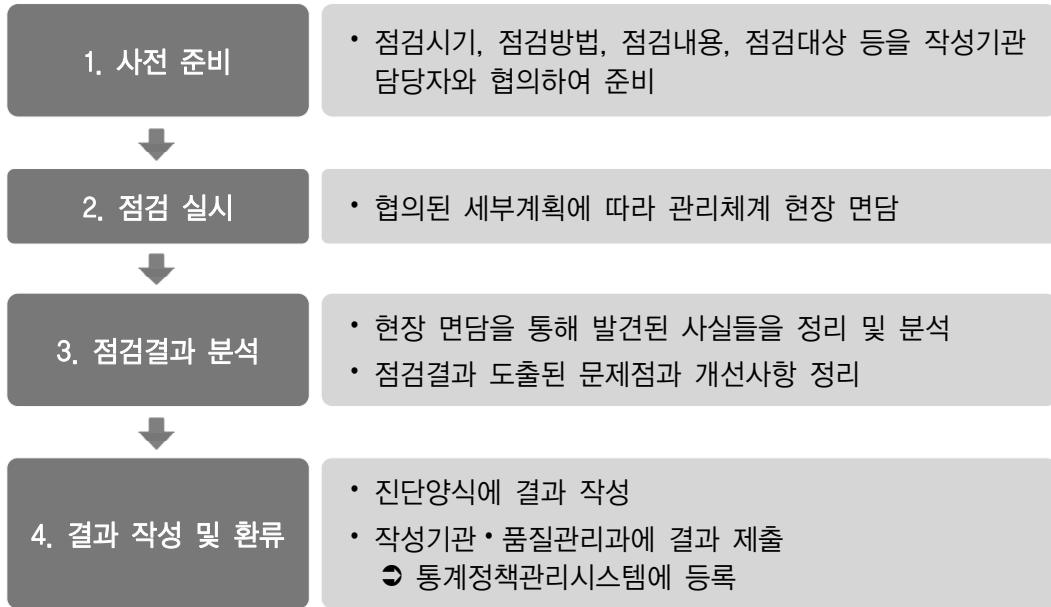 1. 사전 준비
• 점검시기, 점검방법, 점검내용, 점검대상 등을 작성기관
담당자와 협의하여 준비
2. 점검 실시
• 협의된 세부계획에 따라 관리체계 현장 면담
3. 점검결과 분석
• 현장 면담을 통해 발견된 사실들을 정리 및 분석
• 점검결과 도출된 문제점과 개선사항 정리
4. 결과 작성 및 환류
• 진단양식에 결과 작성
• 작성기관•품질관리과에 결과 제출
➲ 통계정책관리시스템에 등록